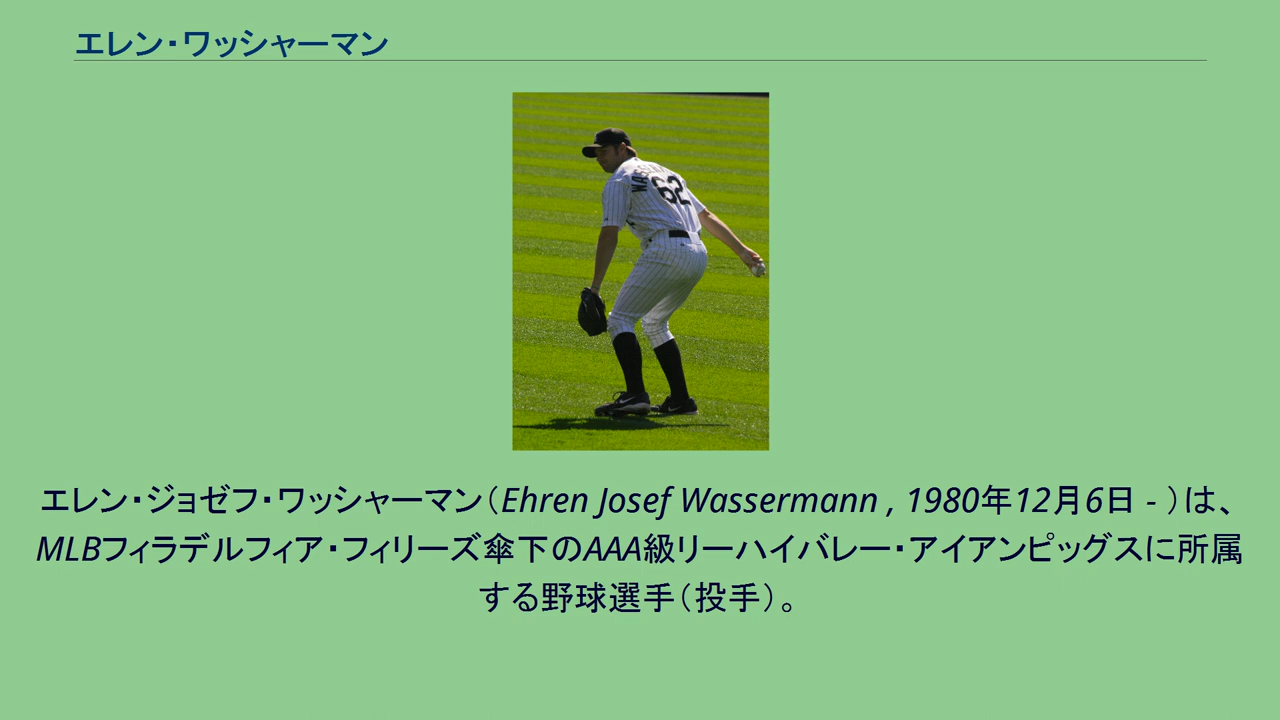 エレン・ワッシャーマン
62
エレン・ジョゼフ・ワッシャーマン（Ehren Josef Wassermann , 1980年12月6日 - ）は、
MLBフィラデルフィア・フィリーズ傘下のAAA級リーハイバレー・アイアンピッグスに所属
する野球選手（投手）。